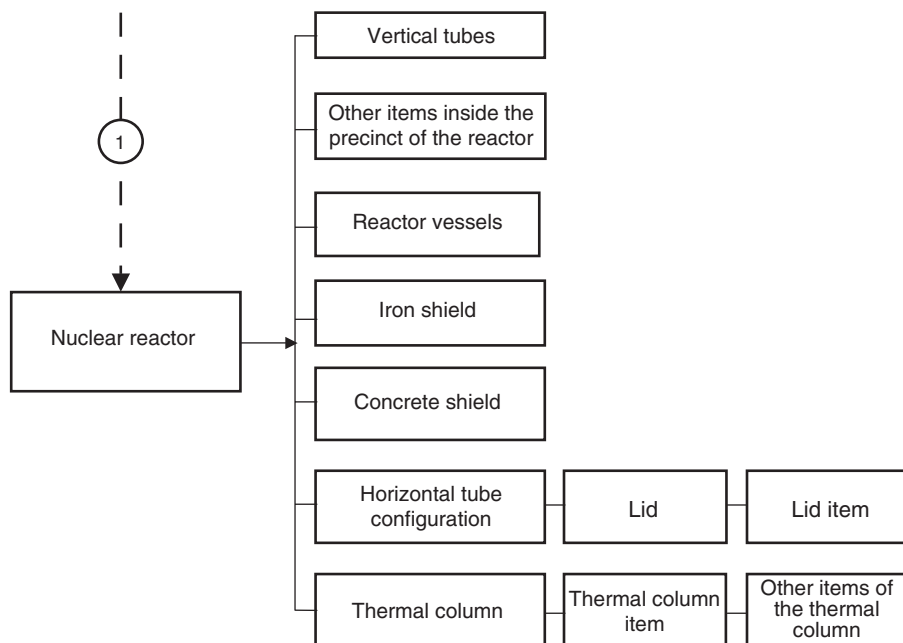 Vertical tubes
Other items inside the
precinct of the reactor
1
Reactor vessels
Nuclear reactor
Iron shield
Concrete shield
Horizontal tube
configuration
Lid
Lid item
Thermal column
Thermal column
item
Other items of
the thermal
column